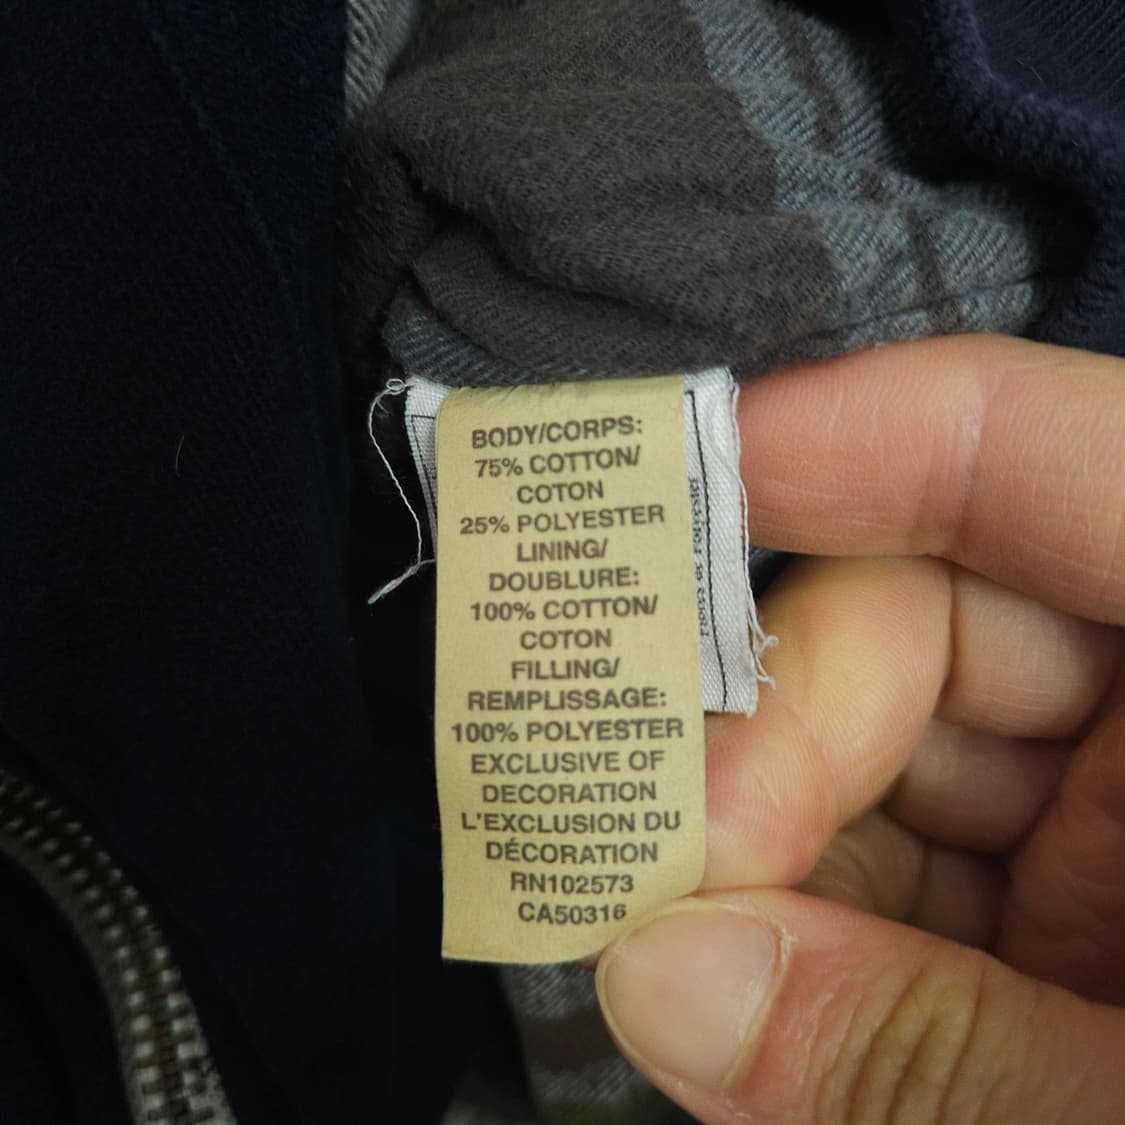 BODY/CORPS:
75% COTTON/
COTON
25% POLYESTER
LINING/
DOUBLURE:
100% COTTON/
COTON
FILLING/
REMPLISSAGE:
100% POLYESTER
EXCLUSIVE OF
DECORATION
L'EXCLUSION DU
DÉCORATION
RN102573
CA50316